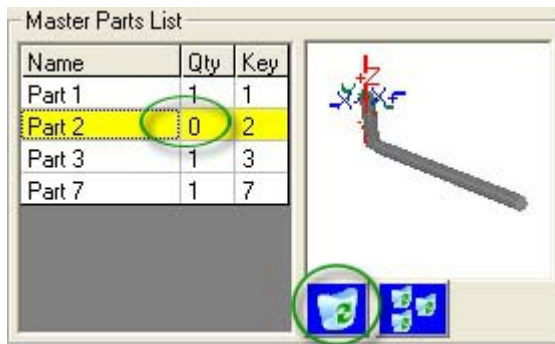 Master Parts List
Name Qty Key
Part 1 1 1
Part 2 0 2
Part 3 1 3
Part 7 1 7
Z